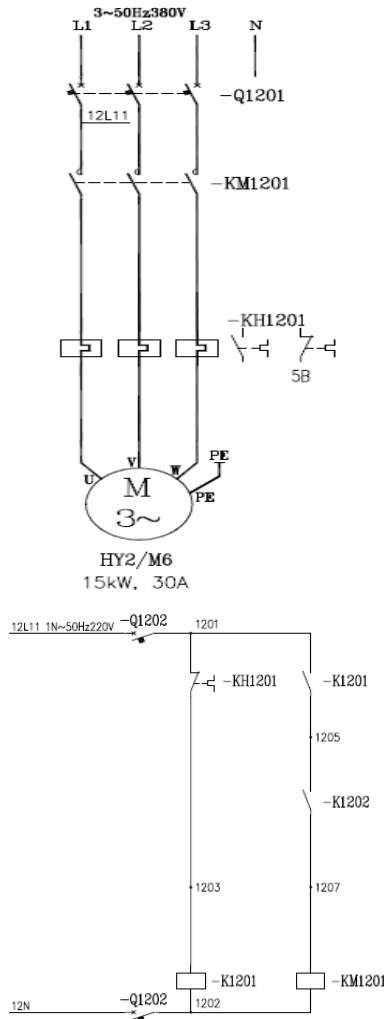 3~50Hz380V
L1 L2 L3 N
-Q1201
12L11
-KM1201
-KH1201
5B
U V W PE
PE
M
3~
HY2/M6
15kW, 30A
12L11 1N~50Hz220V -Q1202 1201
-KH1201 -K1201
1205
-K1202
1203 1207
-K1201 -KM1201
12N -Q1202 1202